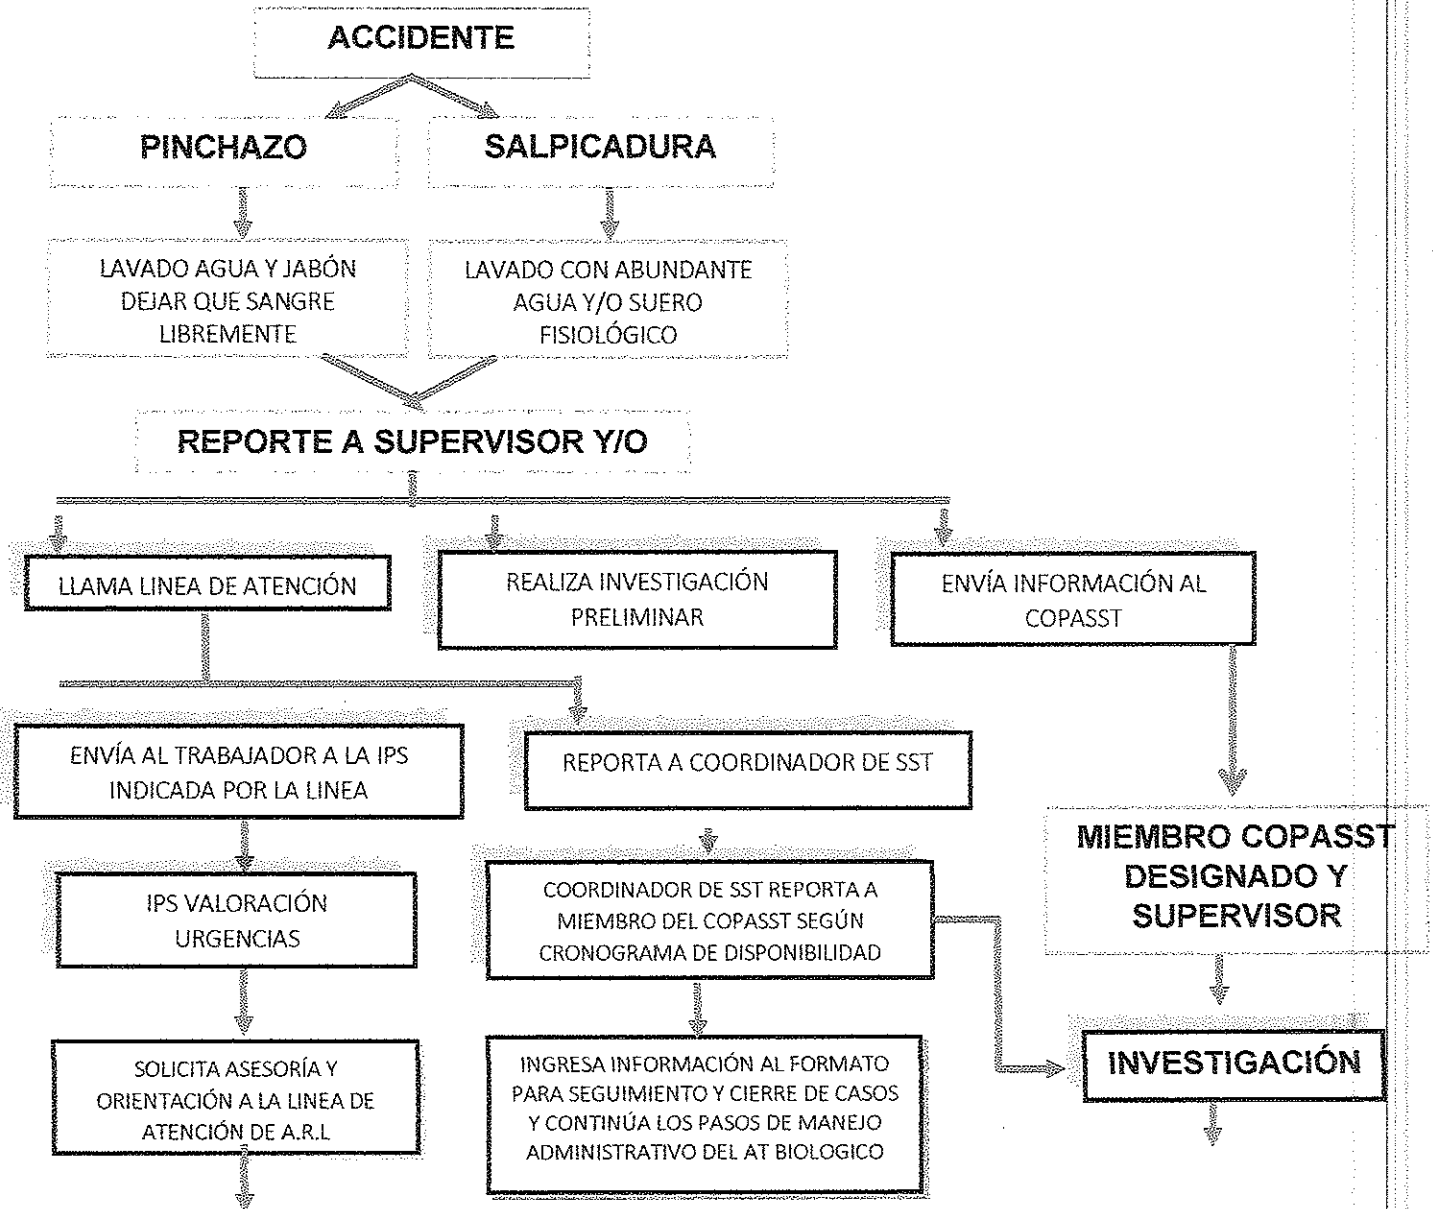 ACCIDENTE
PINCHAZO
SALPICADURA
LAVADO AGUA Y JABÓN
DEJAR QUE SANGRE
LIBREMENTE
LAVADO CON ABUNDANTE
AGUA Y/O SUERO
FISIOLÓGICO
REPORTE A SUPERVISOR Y/O
LLAMA LINEA DE ATENCIÓN
REALIZA INVESTIGACIÓN
PRELIMINAR
ENVÍA INFORMACIÓN AL
COPASST
ENVÍA AL TRABAJADOR A LA IPS
INDICADA POR LA LINEA
REPORTA A COORDINADOR DE SST
MIEMBRO COPASST
DESIGNADO Y
SUPERVISOR
IPS VALORACIÓN
URGENCIAS
COORDINADOR DE SST REPORTA A
MIEMBRO DEL COPASST SEGÚN
CRONOGRAMA DE DISPONIBILIDAD
INVESTIGACIÓN
SOLICITA ASESORÍA Y
ORIENTACIÓN A LA LINEA DE
ATENCIÓN DE A.R.L
INGRESA INFORMACIÓN AL FORMATO
PARA SEGUIMIENTO Y CIERRE DE CASOS
Y CONTINÚA LOS PASOS DE MANEJO
ADMINISTRATIVO DEL AT BIOLOGICO